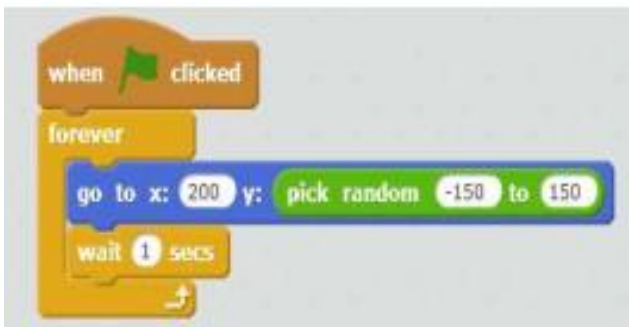 when clicked
forever
go to x: 200 y: pick random -150 to 150
wait 1 secs